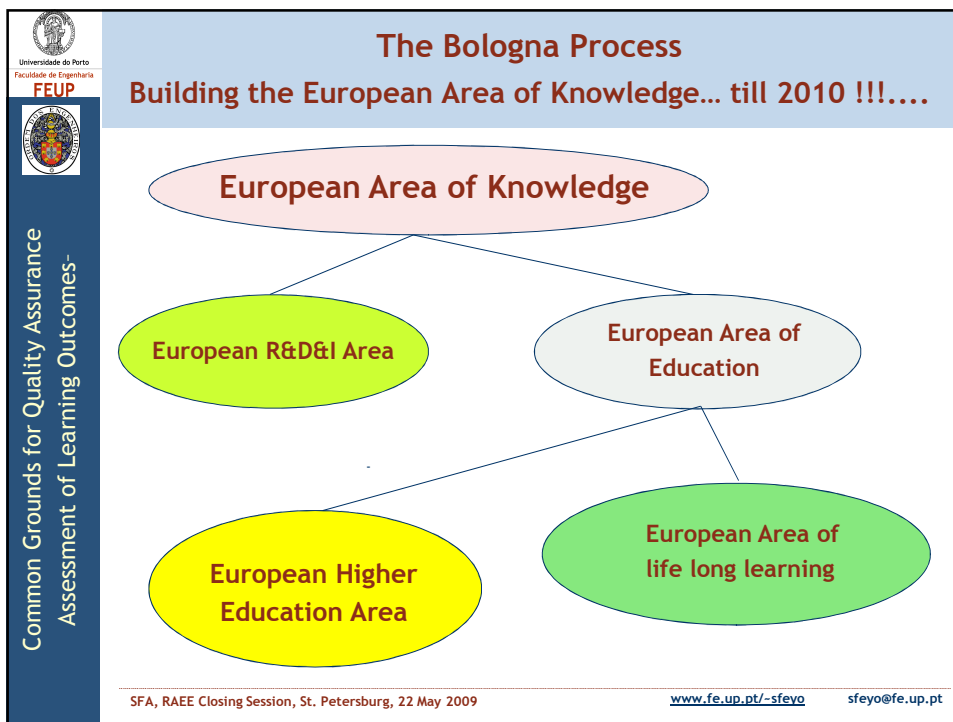 Universidade do Porto
Faculdade de Engenharia
FEUP
The Bologna Process
Building the European Area of Knowledge… till 2010 !!!....
European Area of Knowledge
European R&D&I Area
European Area of
Education
European Higher
Education Area
European Area of
life long learning
Common Grounds for Quality Assurance
Assessment of Learning Outcomes-
SFA, RAEE Closing Session, St. Petersburg, 22 May 2009
www.fe.up.pt/~sfeyo
sfeyo@fe.up.pt